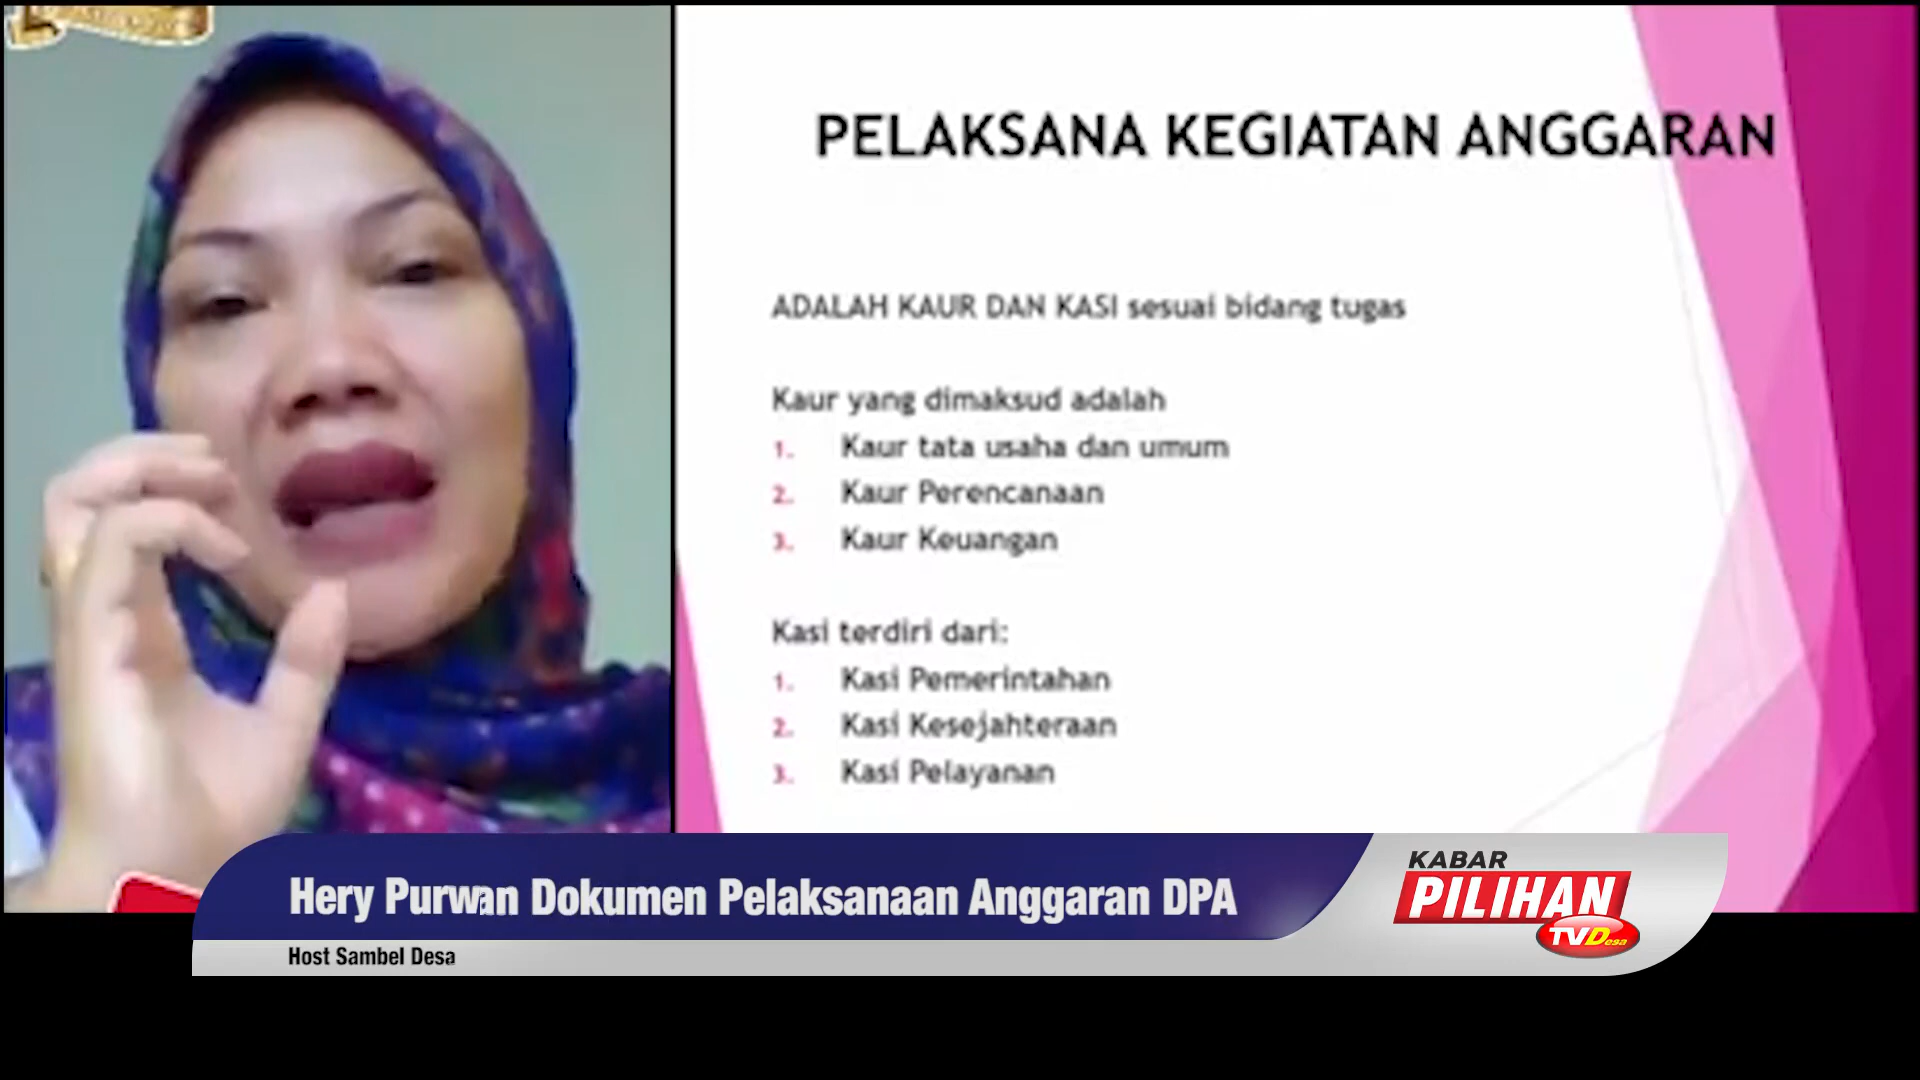 PELAKSANA KEGIATAN ANGGARAN
ADALAH KAUR DAN KASI sesuai bidang tugas
Kaur yang dimaksud adalah
1. Kaur tata usaha dan umum
2. Kaur Perencanaan
3. Kaur Keuangan
Kasi terdiri dari:
1. Kasi Pemerintahan
2. Kasi Kesejahteraan
3. Kasi Pelayanan
Hery Purwan Dokumen Pelaksanaan Anggaran DPA
Host Sambel Desa
KABAR
PILIHAN
TVDesa